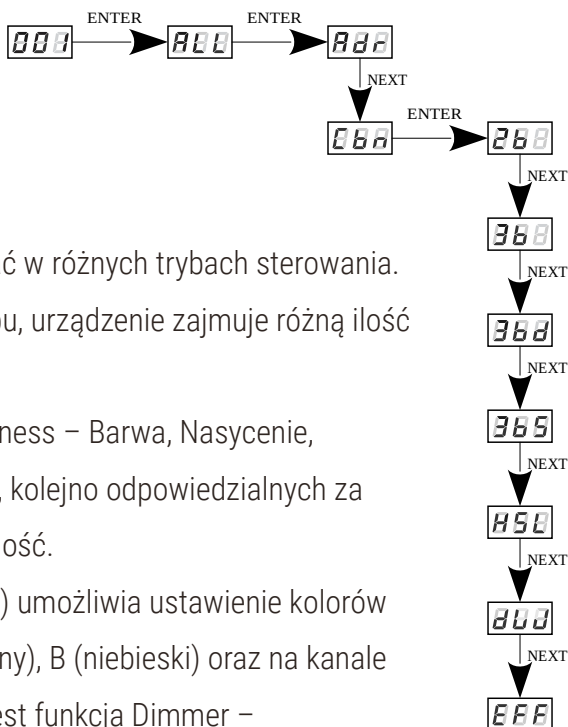 ENTER
ENTER
001
ALL
Adr
NEXT
ENTER
Cbn
2b
NEXT
3b
NEXT
3bd
NEXT
3bS
NEXT
HSL
NEXT
dUJ
NEXT
EFF
ć w różnych trybach sterowania.
u, urządzenie zajmuje różną ilość
ness – Barwa, Nasycenie,
, kolejno odpowiedzialnych za
ość.
) umożliwia ustawienie kolorów
ny), B (niebieski) oraz na kanale
est funkcja Dimmer –